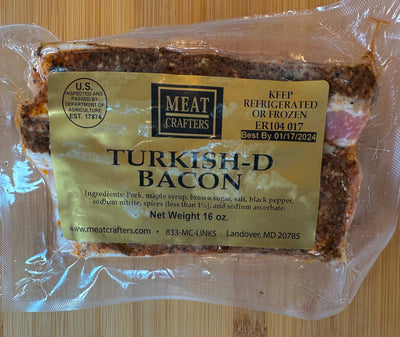 U.S.
INSPECTED AND
PASSED BY
DEPARTMENT OF
AGRICULTURE
EST. 17874
MEAT
CRAFTERS
KEEP
REFRIGERATED
OR FROZEN
ER104 017
Best By 01/17/2024
TURKISH-D
BACON
Ingredients: Pork, maple syrup, brown sugar, salt, black pepper,
sodium nitrite, spices (less than 1%), and sodium ascorbate.
Net Weight 16 oz.
www.meatcrafters.com • 833-MC-LINKS • Landover, MD 20785